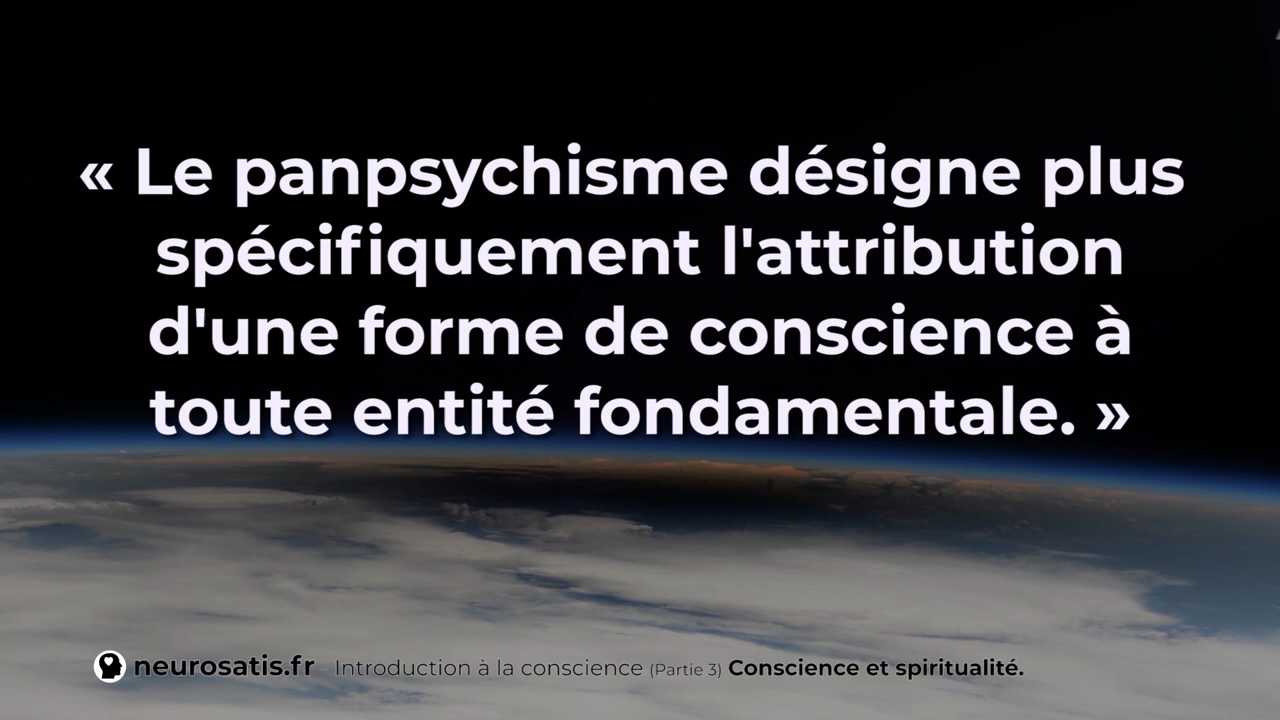 « Le panpsychisme désigne plus
spécifiquement l'attribution
d'une forme de conscience à
toute entité fondamentale. »
neurosatis.fr Introduction à la conscience (Partie 3) Conscience et spiritualité.